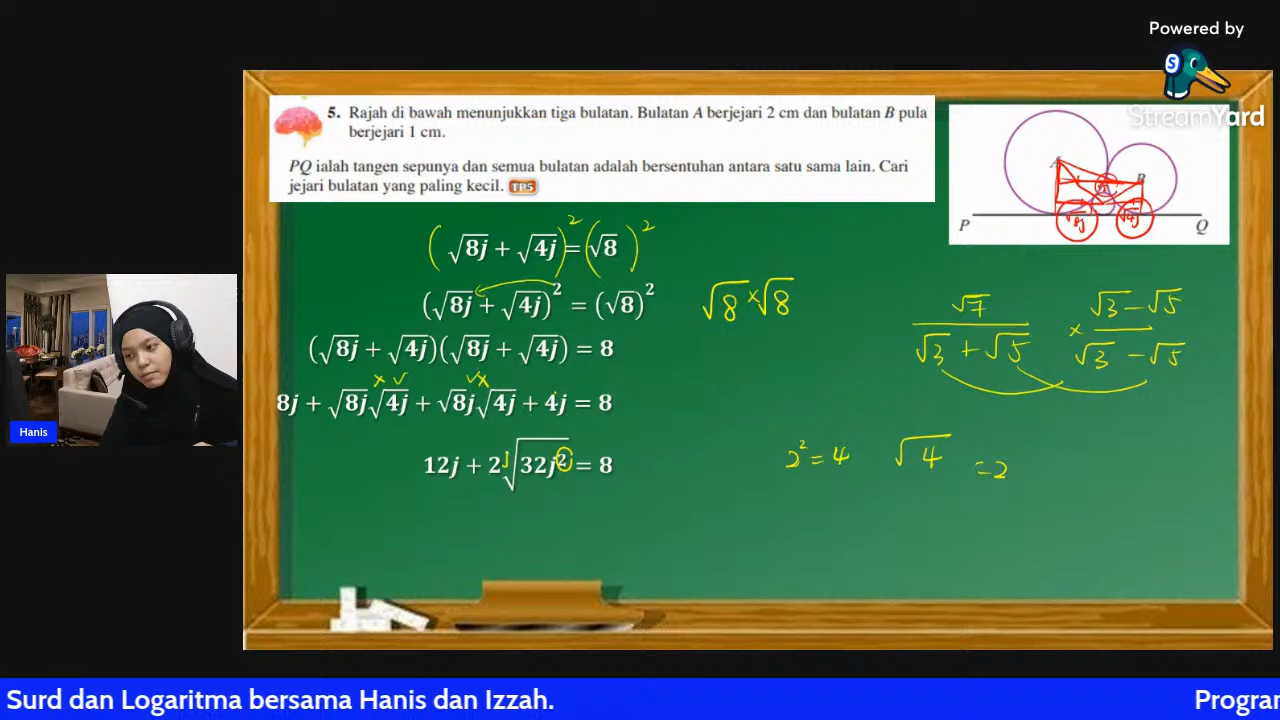 Powered by
StreamYard
5. Rajah di bawah menunjukkan tiga bulatan. Bulatan A berjejari 2 cm dan bulatan B pula
berjejari 1 cm.
PQ ialah tangen sepunya dan semua bulatan adalah bersentuhan antara satu sama lain. Cari
jejari bulatan yang paling kecil. TP5
A
B
P
Q
√8j
√4j
(√8j + √4j)² = (√8)²
(√8j + √4j)² = (√8)²
√8 × √8
(√8j + √4j)(√8j + √4j) = 8
√7 / (√3 + √5) × (√3 − √5) / (√3 − √5)
8j + √8j√4j + √8j√4j + 4j = 8
12j + 2√32j² = 8
2² = 4
√4 = 2
Hanis
Surd dan Logaritma bersama Hanis dan Izzah.
Program